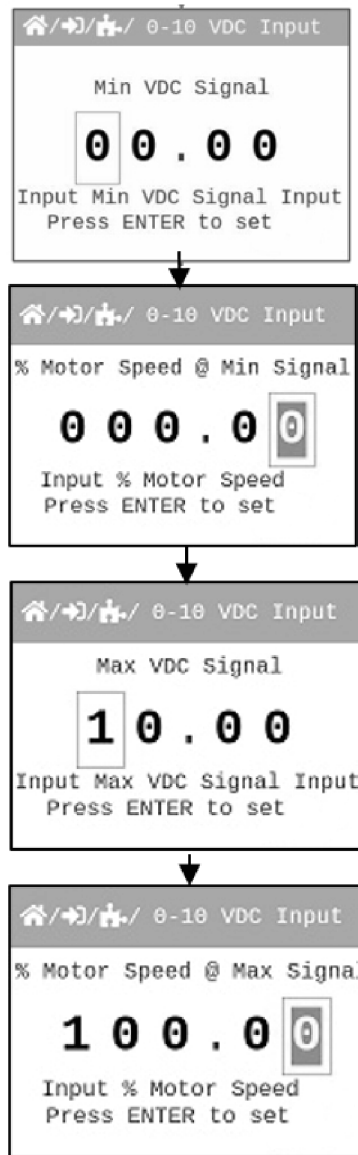 / / / 0-10 VDC Input
Min VDC Signal
00.00
Input Min VDC Signal Input
Press ENTER to set
/ / / 0-10 VDC Input
% Motor Speed @ Min Signal
000.00
Input % Motor Speed
Press ENTER to set
/ / / 0-10 VDC Input
Max VDC Signal
10.00
Input Max VDC Signal Input
Press ENTER to set
/ / / 0-10 VDC Input
% Motor Speed @ Max Signal
100.00
Input % Motor Speed
Press ENTER to set